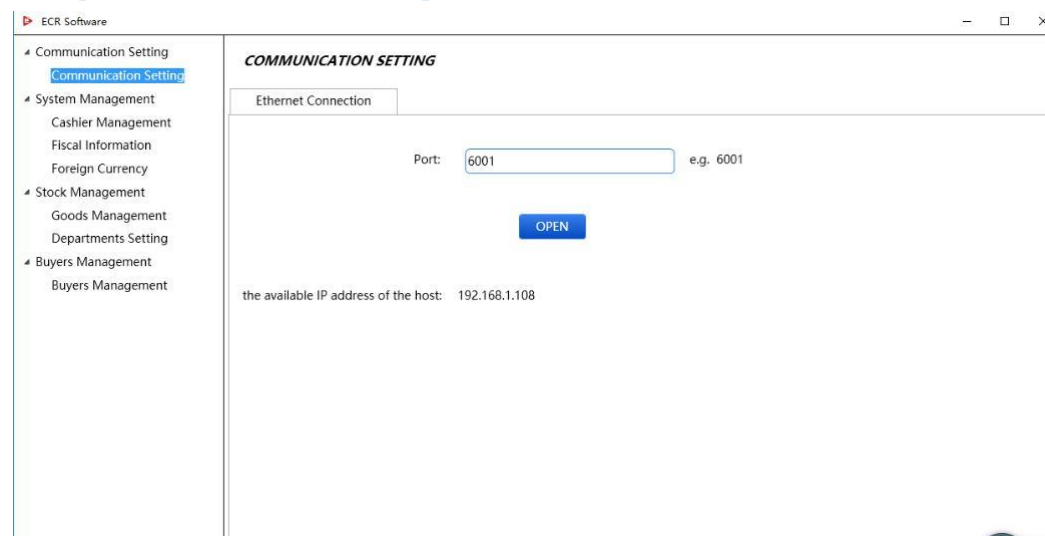 ECR Software
Communication Setting
Communication Setting
System Management
Cashier Management
Fiscal Information
Foreign Currency
Stock Management
Goods Management
Departments Setting
Buyers Management
Buyers Management
COMMUNICATION SETTING
Ethernet Connection
Port: 6001 e.g. 6001
OPEN
the available IP address of the host: 192.168.1.108